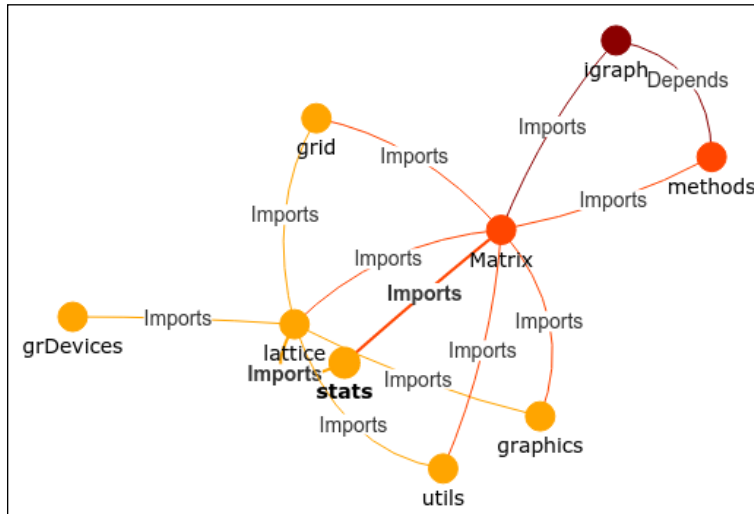 igraph
Depends
Imports
grid
Imports
methods
Imports
Imports
Matrix
Imports
Imports
Imports
grDevices
Imports
lattice
Imports
Imports
Imports
stats
Imports
Imports
graphics
utils